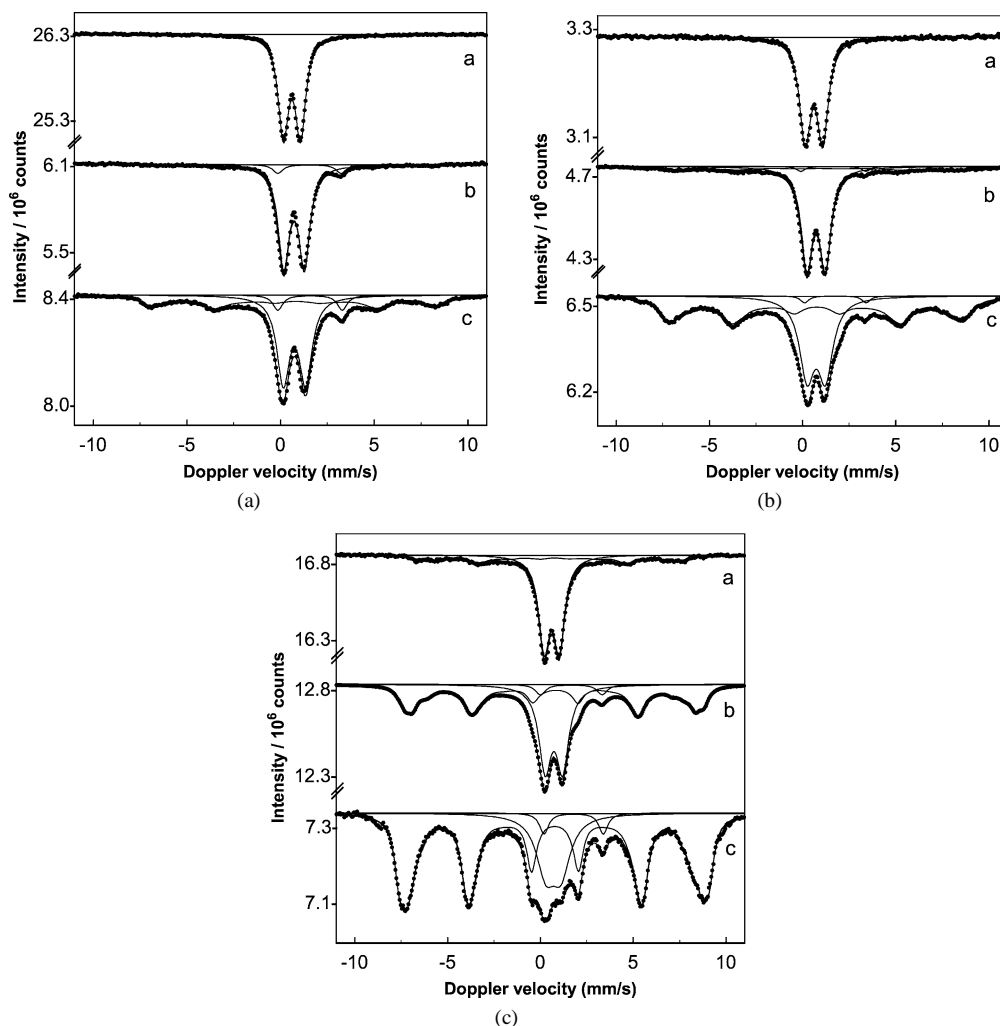 26.3
a
25.3
Intensity / 10⁶ counts
6.1
b
5.5
8.4
c
8.0
-10 -5 0 5 10
Doppler velocity (mm/s)
(a)
3.3
a
3.1
Intensity / 10⁶ counts
4.7
b
4.3
6.5
c
6.2
-10 -5 0 5 10
Doppler velocity (mm/s)
(b)
16.8
a
16.3
Intensity / 10⁶ counts
12.8
b
12.3
7.3
c
7.1
-10 -5 0 5 10
Doppler velocity (mm/s)
(c)